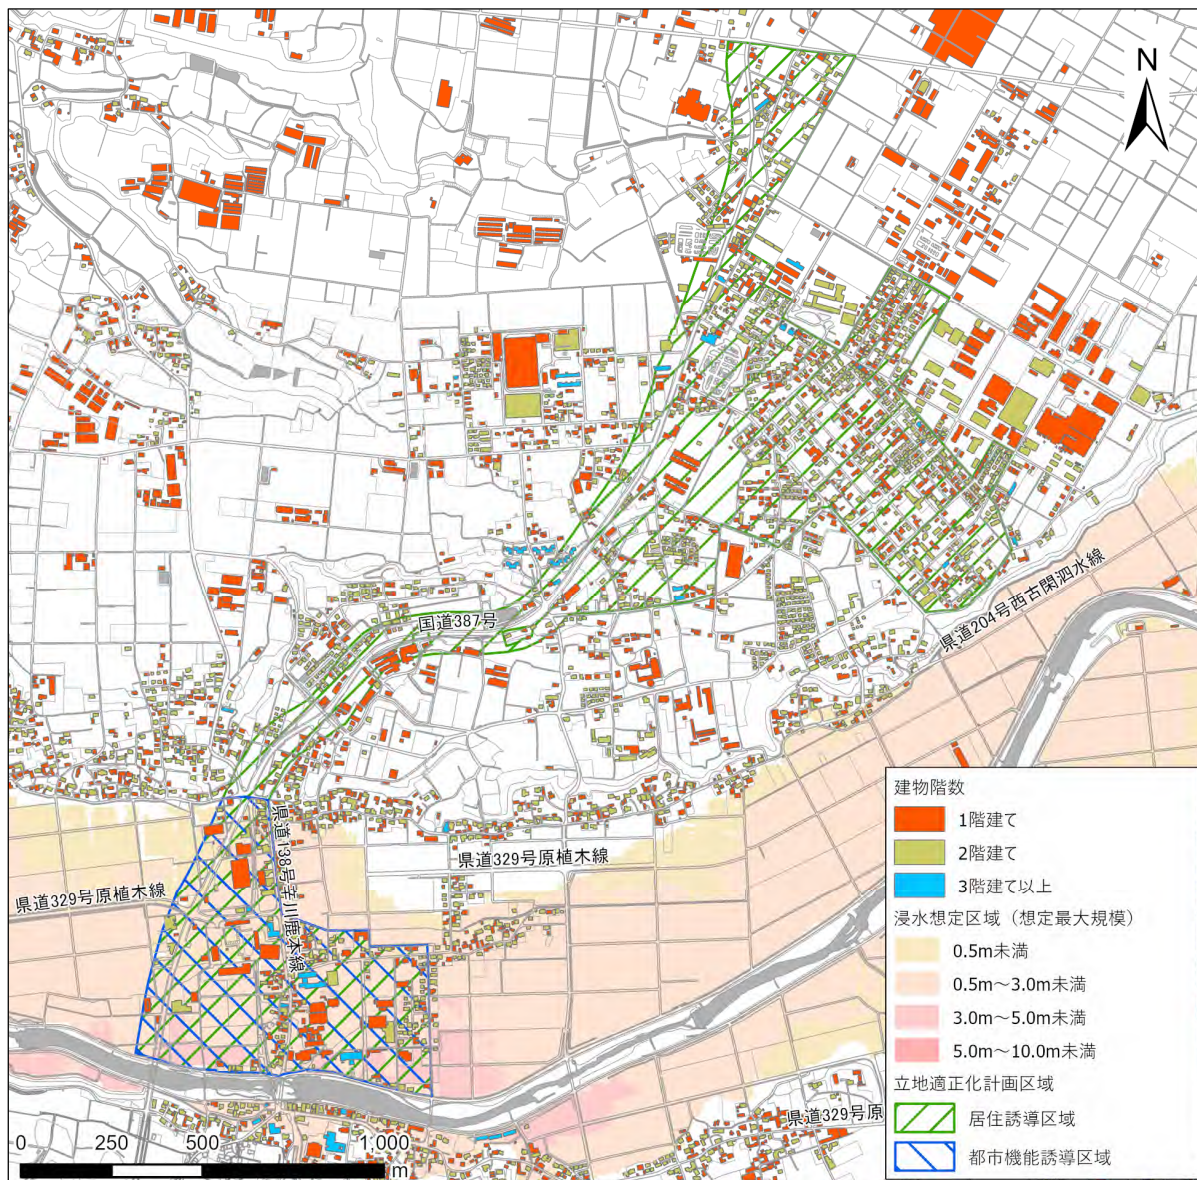 N
国道387号
県道204号西古閑泗水線
県道138号辛川鹿本線
県道329号原植木線
県道329号原植木線
県道329号原
0 250 500 1,000
m
建物階数
1階建て
2階建て
3階建て以上
浸水想定区域（想定最大規模）
0.5m未満
0.5m～3.0m未満
3.0m～5.0m未満
5.0m～10.0m未満
立地適正化計画区域
居住誘導区域
都市機能誘導区域